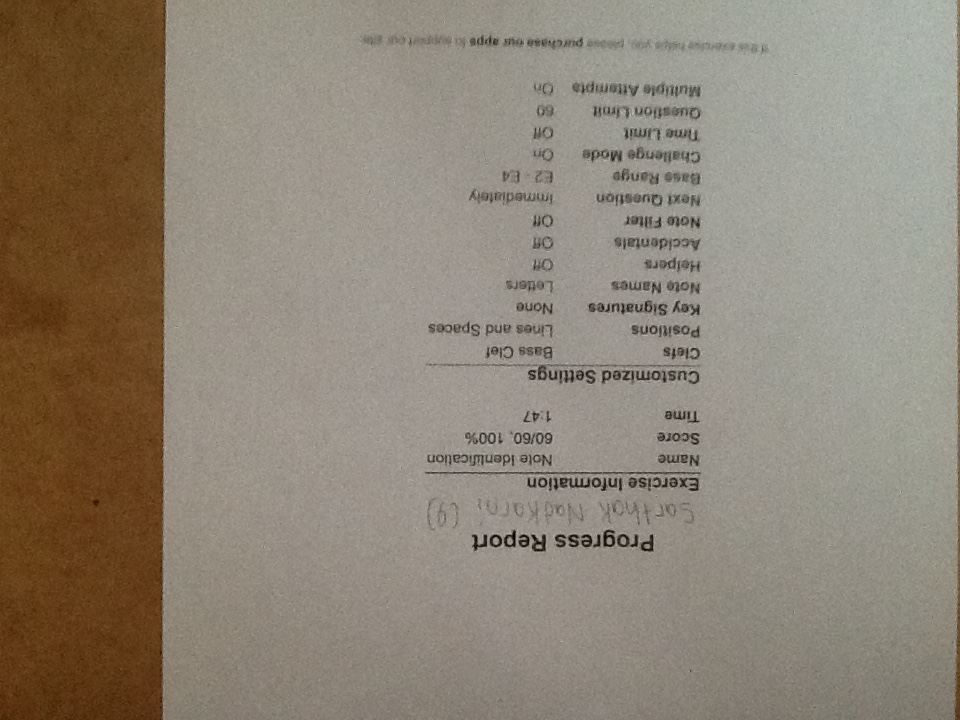 Progress Report
Sarthak Nadkarni (9)
Exercise Information
Name Note Identification
Score 60/60, 100%
Time 1:47
Customized Settings
Clefs Bass Clef
Positions Lines and Spaces
Key Signatures None
Note Names Letters
Helpers Off
Accidentals Off
Note Filter Off
Next Question Immediately
Base Range E2 - E4
Challenge Mode On
Time Limit Off
Question Limit 60
Multiple Attempts On
If this exercise helps you, please purchase our apps to support our site.